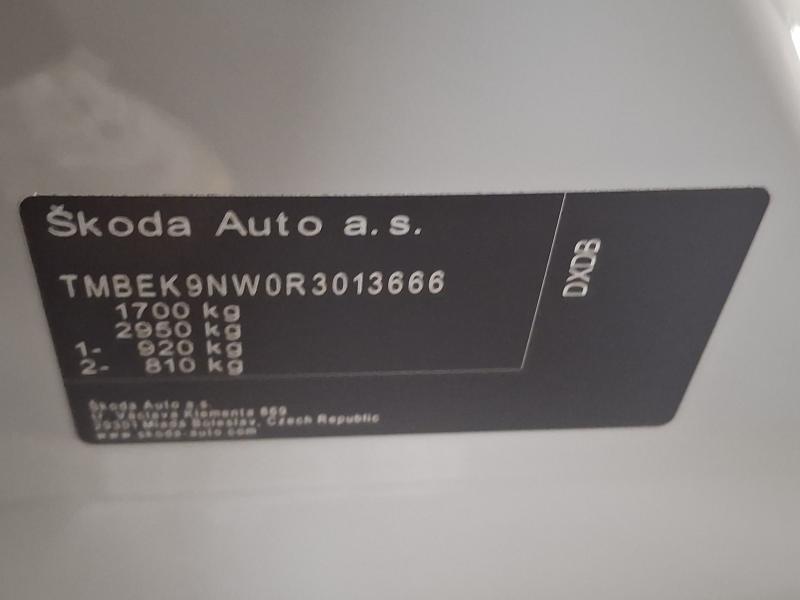 Škoda Auto a.s.
TMBEK9NW0R3013666
1700 kg
2950 kg
1- 920 kg
2- 810 kg
DXDB
Škoda Auto a.s.
tř. Václava Klementa 869
29301 Mladá Boleslav, Czech Republic
www.skoda-auto.com